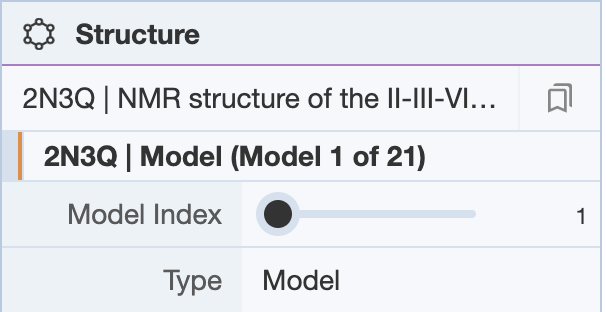 Structure
2N3Q | NMR structure of the II-III-VI...
2N3Q | Model (Model 1 of 21)
Model Index 1
Type Model